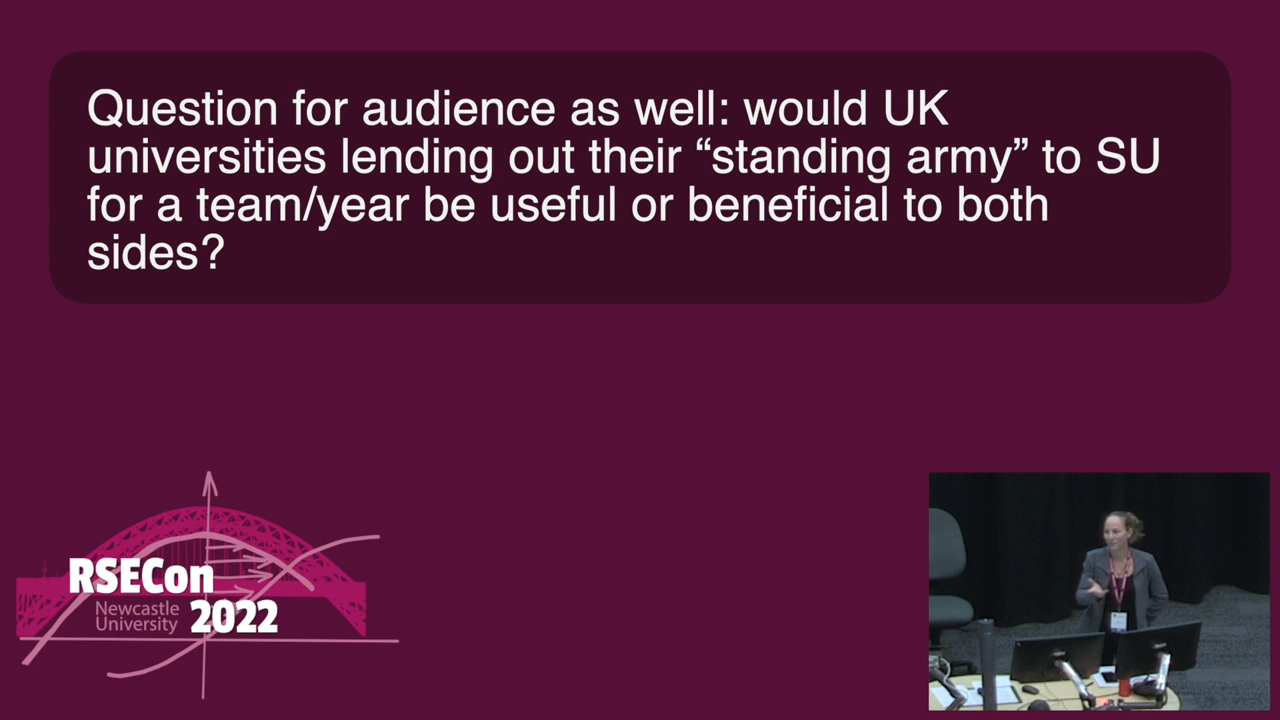 Question for audience as well: would UK
universities lending out their “standing army” to SU
for a team/year be useful or beneficial to both
sides?
RSECon
Newcastle
University
2022